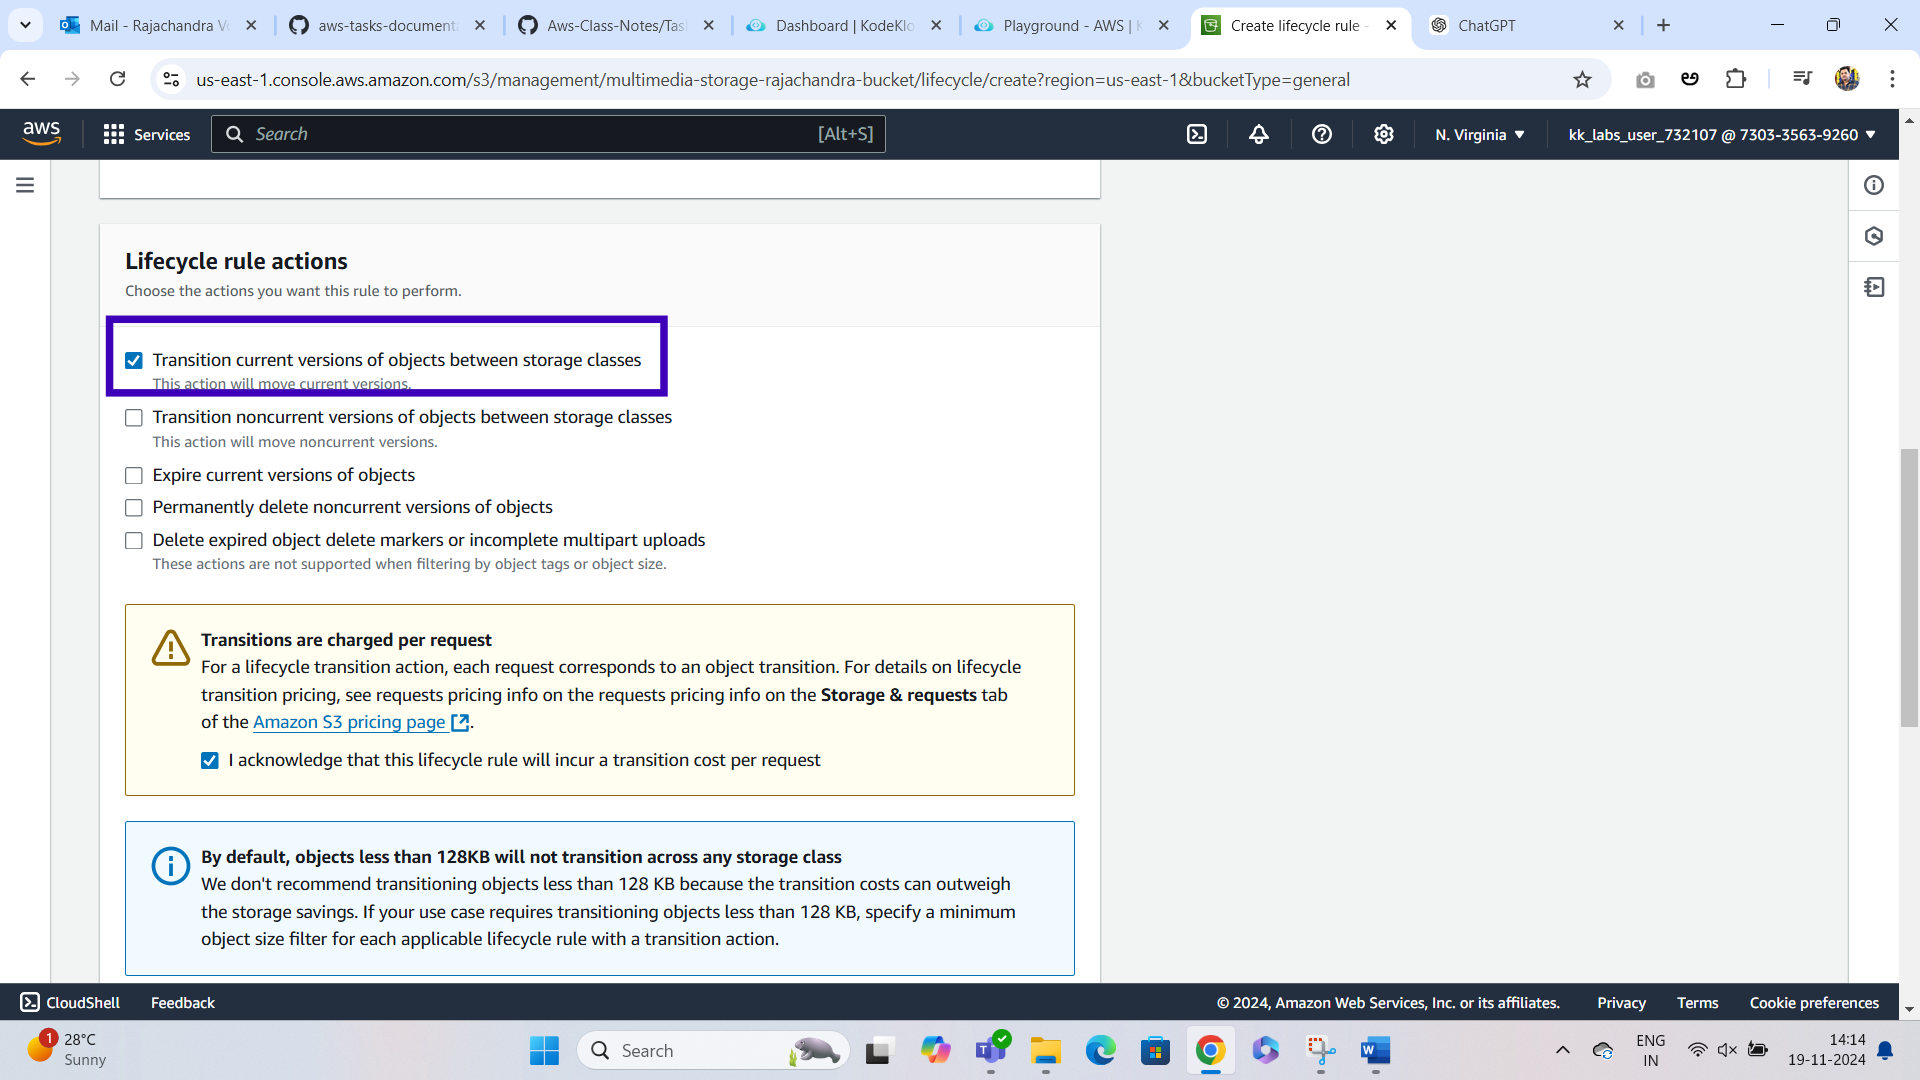 Mail - Rajachandra Vo
aws-tasks-documenta
Aws-Class-Notes/Task
Dashboard | KodeKlo
Playground - AWS | K
Create lifecycle rule -
ChatGPT
us-east-1.console.aws.amazon.com/s3/management/multimedia-storage-rajachandra-bucket/lifecycle/create?region=us-east-1&bucketType=general
aws
Services
Search
[Alt+S]
N. Virginia
kk_labs_user_732107 @ 7303-3563-9260
Lifecycle rule actions
Choose the actions you want this rule to perform.
Transition current versions of objects between storage classes
This action will move current versions.
Transition noncurrent versions of objects between storage classes
This action will move noncurrent versions.
Expire current versions of objects
Permanently delete noncurrent versions of objects
Delete expired object delete markers or incomplete multipart uploads
These actions are not supported when filtering by object tags or object size.
Transitions are charged per request
For a lifecycle transition action, each request corresponds to an object transition. For details on lifecycle
transition pricing, see requests pricing info on the requests pricing info on the Storage & requests tab
of the Amazon S3 pricing page.
I acknowledge that this lifecycle rule will incur a transition cost per request
By default, objects less than 128KB will not transition across any storage class
We don't recommend transitioning objects less than 128 KB because the transition costs can outweigh
the storage savings. If your use case requires transitioning objects less than 128 KB, specify a minimum
object size filter for each applicable lifecycle rule with a transition action.
CloudShell
Feedback
© 2024, Amazon Web Services, Inc. or its affiliates.
Privacy
Terms
Cookie preferences
1
28°C
Sunny
Search
ENG
IN
14:14
19-11-2024